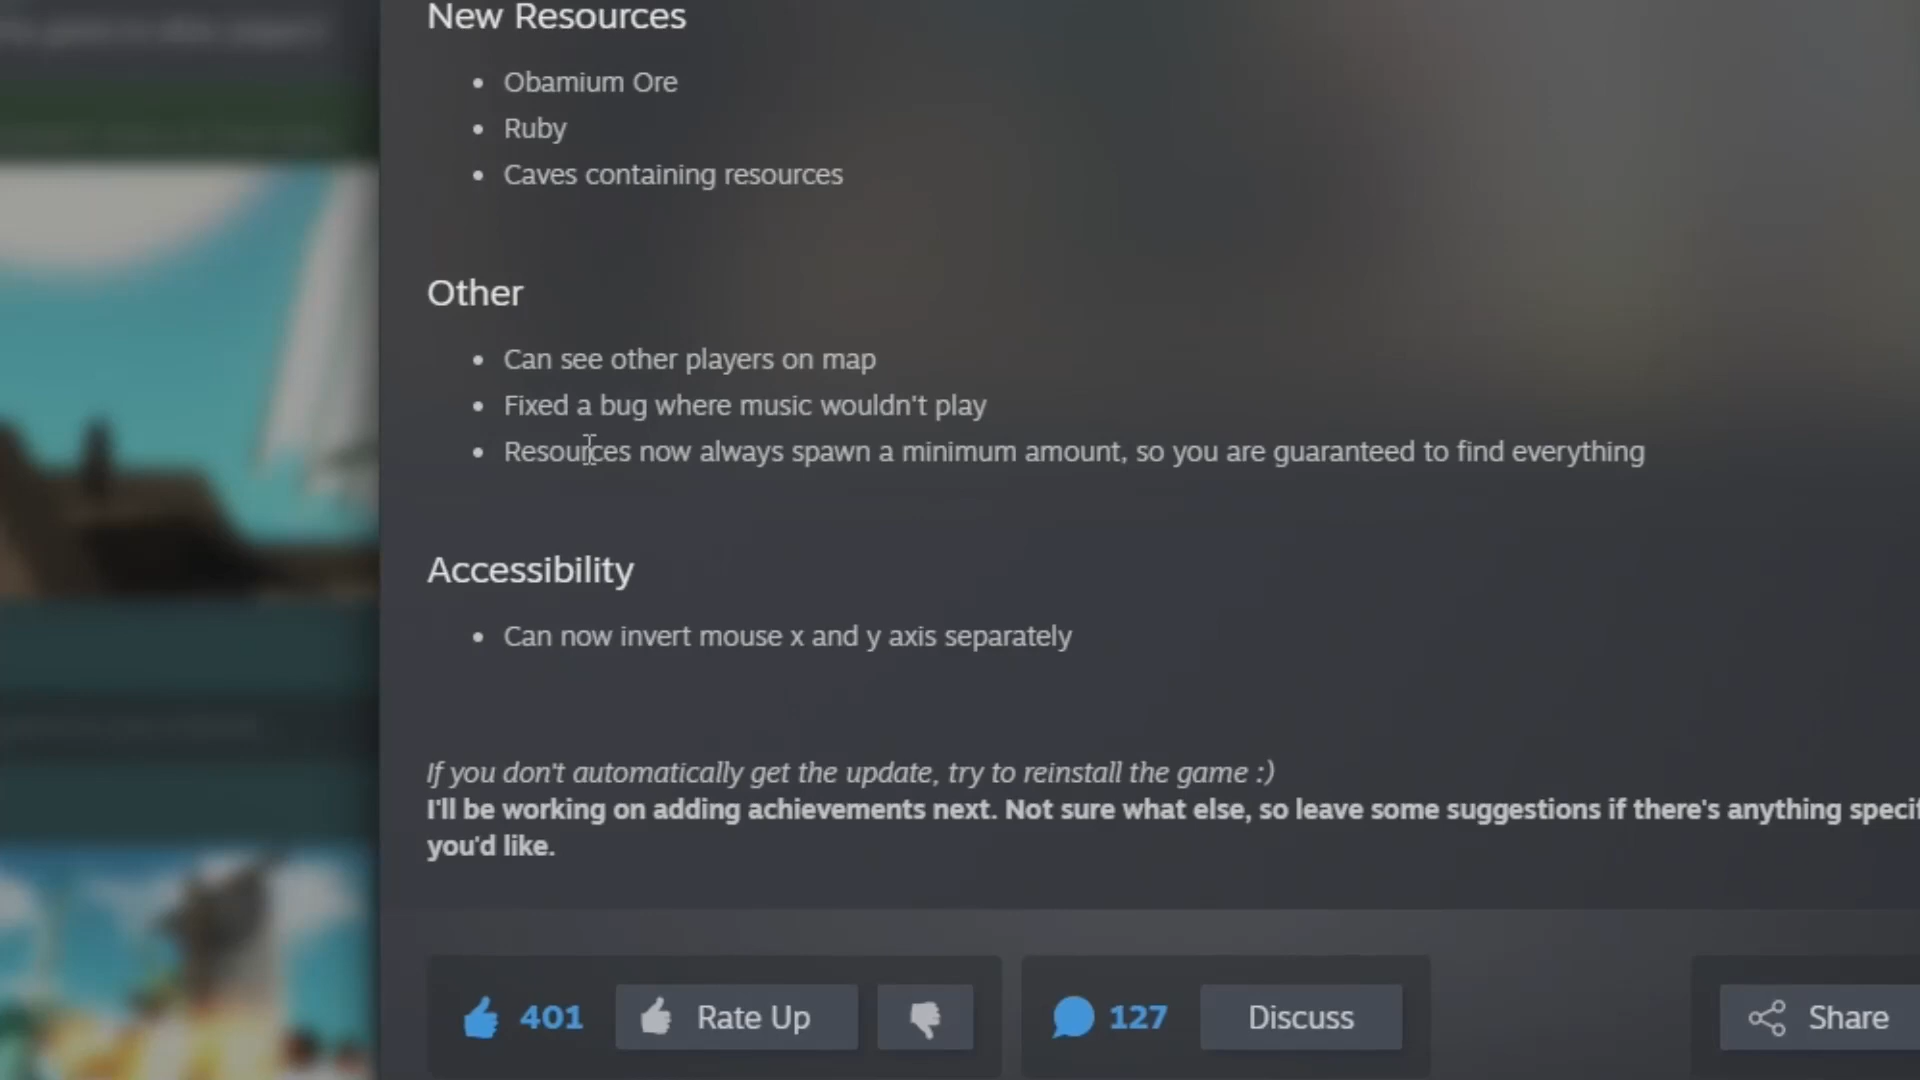 New Resources
Obamium Ore
Ruby
Caves containing resources
Other
Can see other players on map
Fixed a bug where music wouldn't play
Resources now always spawn a minimum amount, so you are guaranteed to find everything
Accessibility
Can now invert mouse x and y axis separately
If you don't automatically get the update, try to reinstall the game :)
I'll be working on adding achievements next. Not sure what else, so leave some suggestions if there's anything specif
you'd like.
401 Rate Up 127 Discuss Share